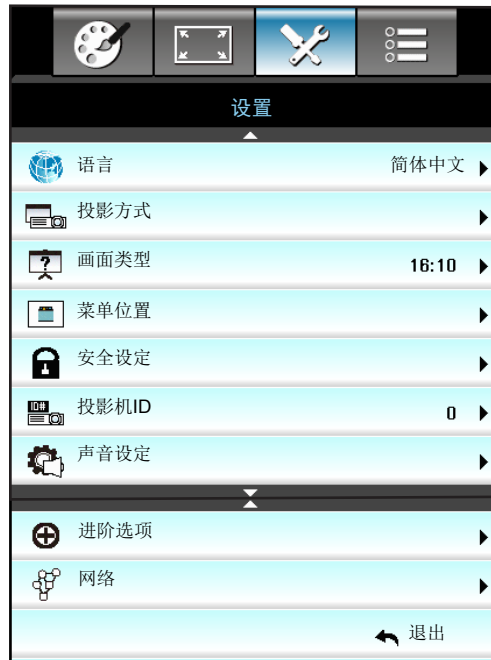 设置
语言 简体中文
投影方式
?
画面类型 16:10
菜单位置
安全设定
ID#
投影机ID 0
声音设定
进阶选项
网络
退出